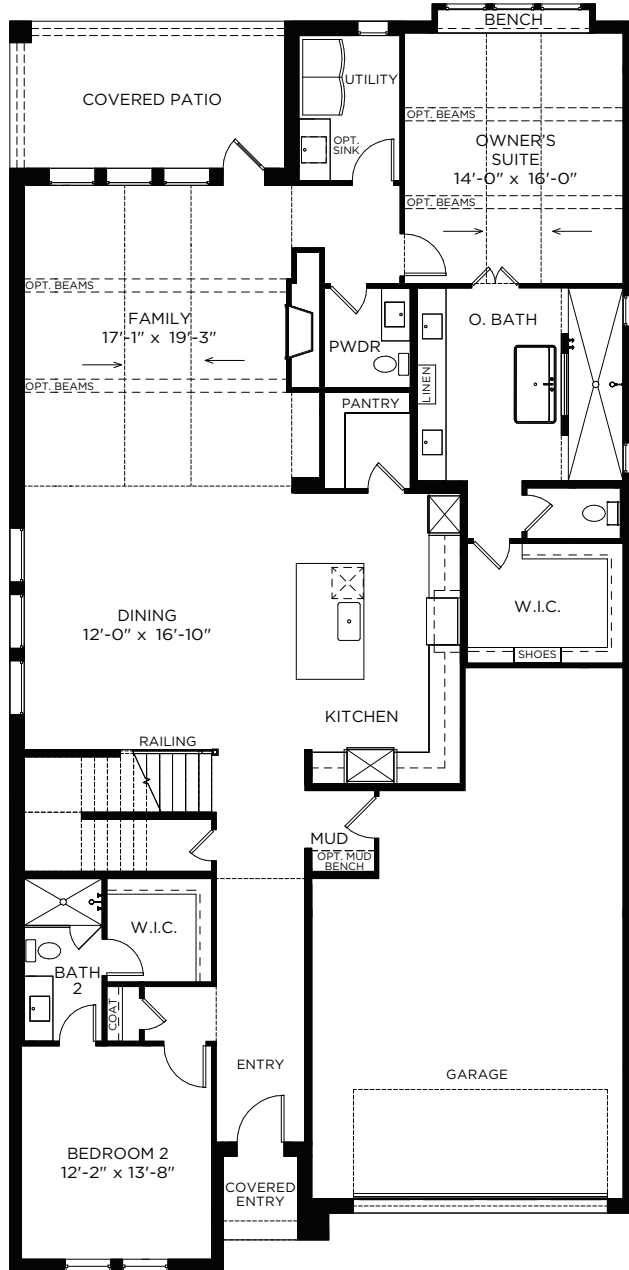 BENCH
COVERED PATIO
UTILITY
OPT.
SINK
OPT. BEAMS
OWNER'S
SUITE
14'-0" x 16'-0"
OPT. BEAMS
OPT. BEAMS
FAMILY
17'-1" x 19'-3"
OPT. BEAMS
PWDR
O. BATH
LINEN
PANTRY
DINING
12'-0" x 16'-10"
W.I.C.
SHOES
KITCHEN
RAILING
MUD
OPT. MUD
BENCH
W.I.C.
BATH
2
COAT
ENTRY
GARAGE
BEDROOM 2
12'-2" x 13'-8"
COVERED
ENTRY